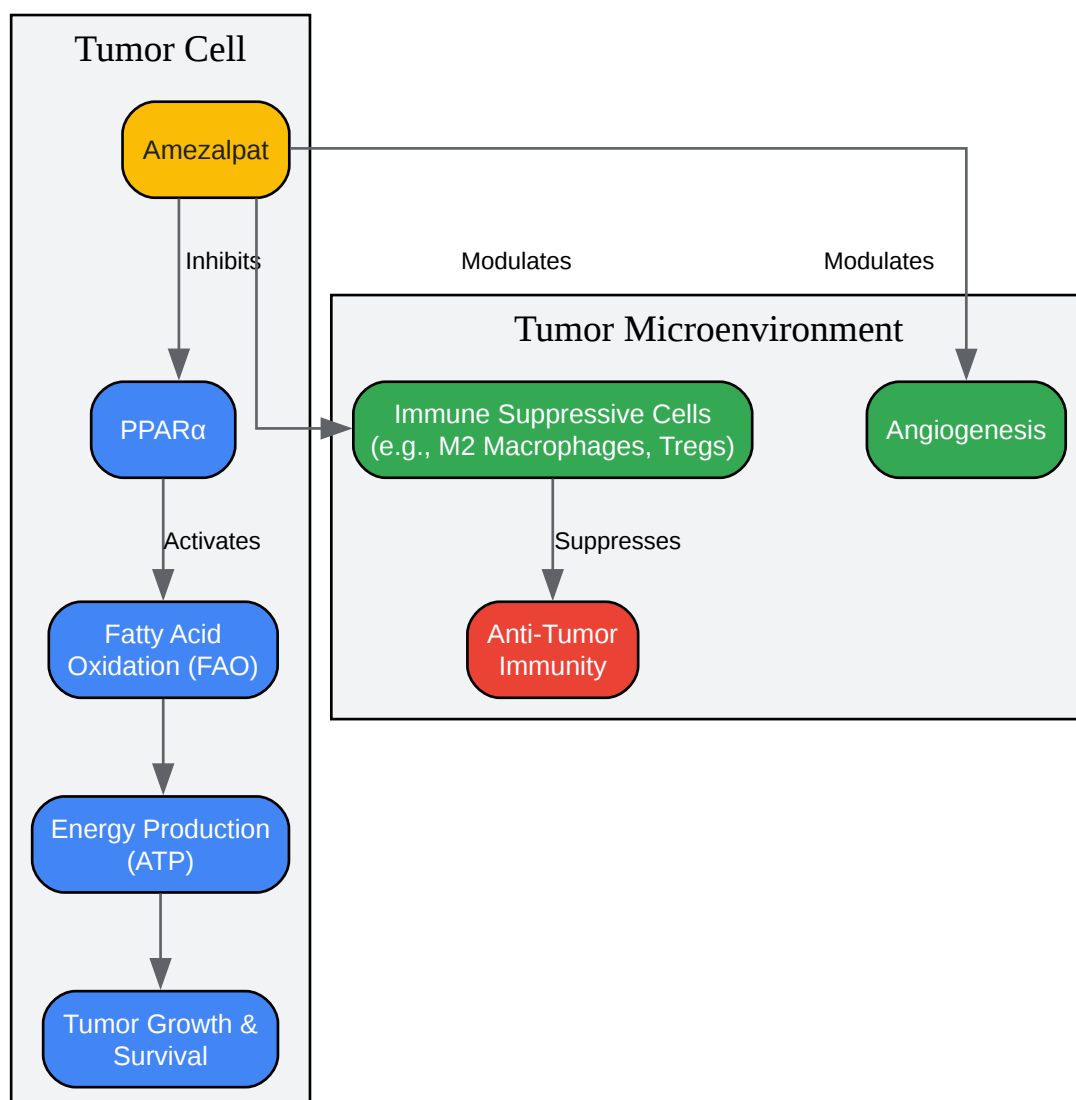 Tumor Cell
Amezalpat
Inhibits
Modulates
Modulates
Tumor Microenvironment
PPARα
Immune Suppressive Cells
(e.g., M2 Macrophages, Tregs)
Angiogenesis
Activates
Suppresses
Fatty Acid
Oxidation (FAO)
Anti-Tumor
Immunity
Energy Production
(ATP)
Tumor Growth &
Survival